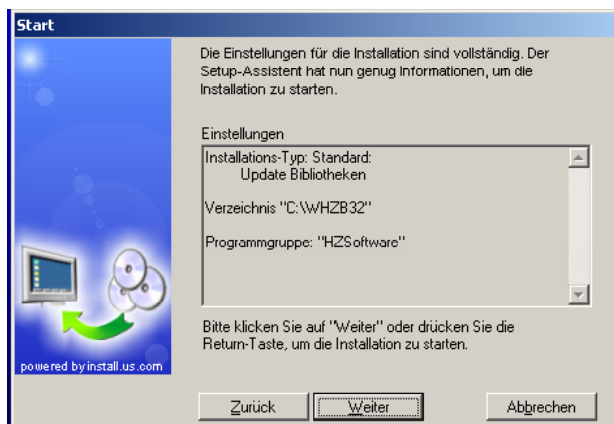 Start
Die Einstellungen für die Installation sind vollständig. Der
Setup-Assistent hat nun genug Informationen, um die
Installation zu starten.
Einstellungen
Installations-Typ: Standard:
Update Bibliotheken
Verzeichnis "C:\WHZB32"
Programmgruppe: "HZSoftware"
Bitte klicken Sie auf "Weiter" oder drücken Sie die
Return-Taste, um die Installation zu starten.
powered by install.us.com
Zurück
Weiter
Abbrechen